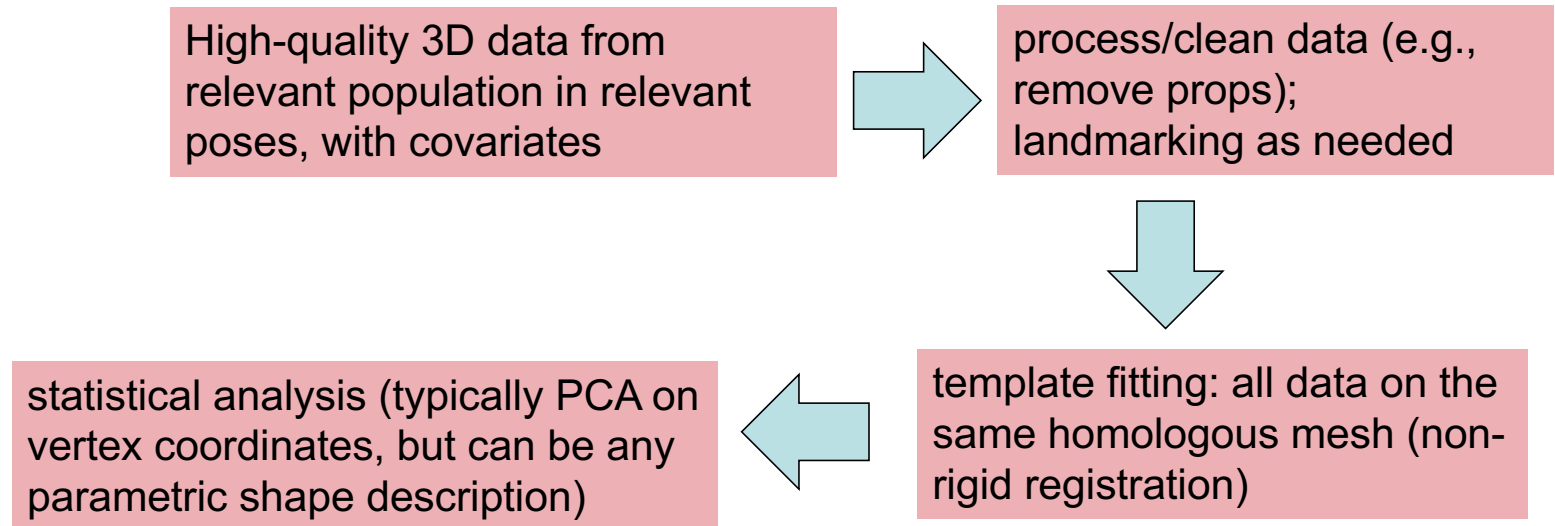 High-quality 3D data from
relevant population in relevant
poses, with covariates
process/clean data (e.g.,
remove props);
landmarking as needed
template fitting: all data on the
same homologous mesh (non-
rigid registration)
statistical analysis (typically PCA on
vertex coordinates, but can be any
parametric shape description)